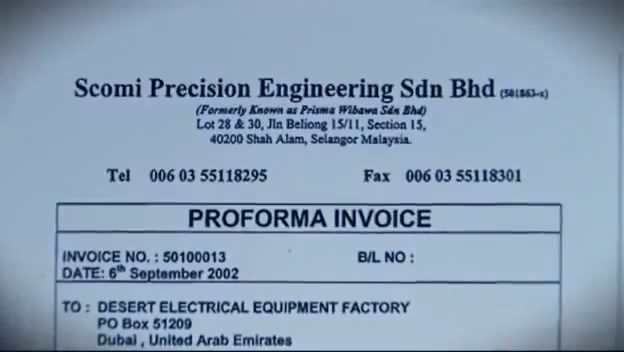 Scomi Precision Engineering Sdn Bhd (501863-x)
(Formerly Known as Prisma Wibawa Sdn Bhd)
Lot 28 & 30, Jln Beliong 15/11, Section 15,
40200 Shah Alam, Selangor Malaysia.
Tel 006 03 55118295 Fax 006 03 55118301
PROFORMA INVOICE
INVOICE NO. : 50100013 B/L NO :
DATE: 6th September 2002
TO : DESERT ELECTRICAL EQUIPMENT FACTORY
PO Box 51209
Dubai , United Arab Emirates